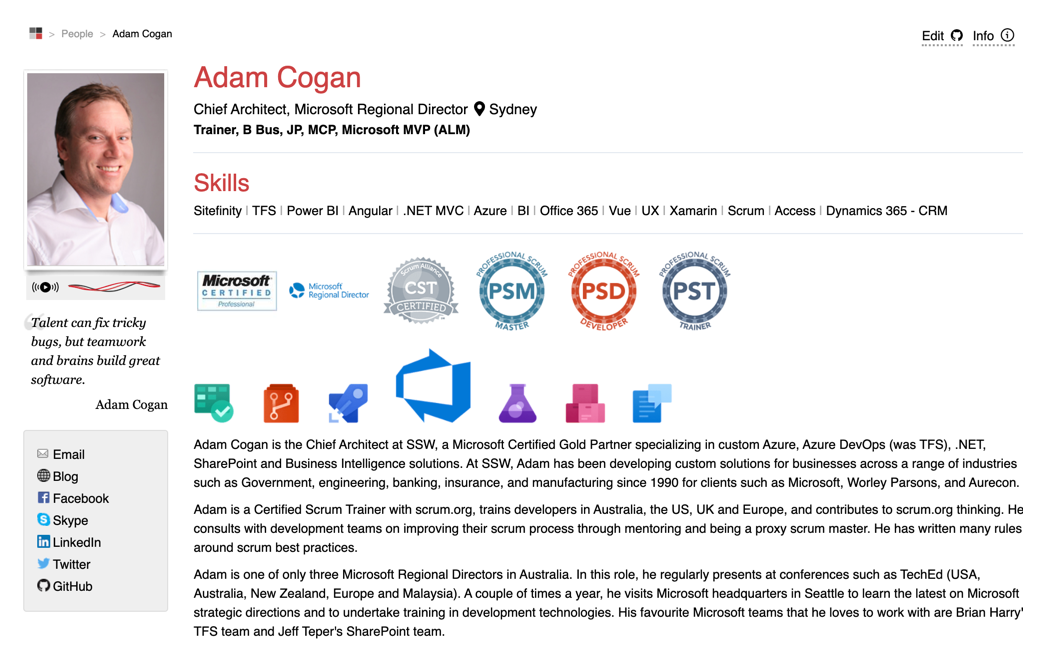 > People > Adam Cogan
Edit Info
Adam Cogan
Chief Architect, Microsoft Regional Director Sydney
Trainer, B Bus, JP, MCP, Microsoft MVP (ALM)
Skills
Sitefinity | TFS | Power BI | Angular | .NET MVC | Azure | BI | Office 365 | Vue | UX | Xamarin | Scrum | Access | Dynamics 365 - CRM
Microsoft
CERTIFIED
Professional
Microsoft
Regional Director
Scrum Alliance
CST
CERTIFIED
PROFESSIONAL SCRUM
PSM
MASTER
PROFESSIONAL SCRUM
PSD
DEVELOPER
PROFESSIONAL SCRUM
PST
TRAINER
Talent can fix tricky
bugs, but teamwork
and brains build great
software.
Adam Cogan
Email
Blog
Facebook
Skype
LinkedIn
Twitter
GitHub
Adam Cogan is the Chief Architect at SSW, a Microsoft Certified Gold Partner specializing in custom Azure, Azure DevOps (was TFS), .NET,
SharePoint and Business Intelligence solutions. At SSW, Adam has been developing custom solutions for businesses across a range of industries
such as Government, engineering, banking, insurance, and manufacturing since 1990 for clients such as Microsoft, Worley Parsons, and Aurecon.
Adam is a Certified Scrum Trainer with scrum.org, trains developers in Australia, the US, UK and Europe, and contributes to scrum.org thinking. He
consults with development teams on improving their scrum process through mentoring and being a proxy scrum master. He has written many rules
around scrum best practices.
Adam is one of only three Microsoft Regional Directors in Australia. In this role, he regularly presents at conferences such as TechEd (USA,
Australia, New Zealand, Europe and Malaysia). A couple of times a year, he visits Microsoft headquarters in Seattle to learn the latest on Microsoft
strategic directions and to undertake training in development technologies. His favourite Microsoft teams that he loves to work with are Brian Harry'
TFS team and Jeff Teper's SharePoint team.